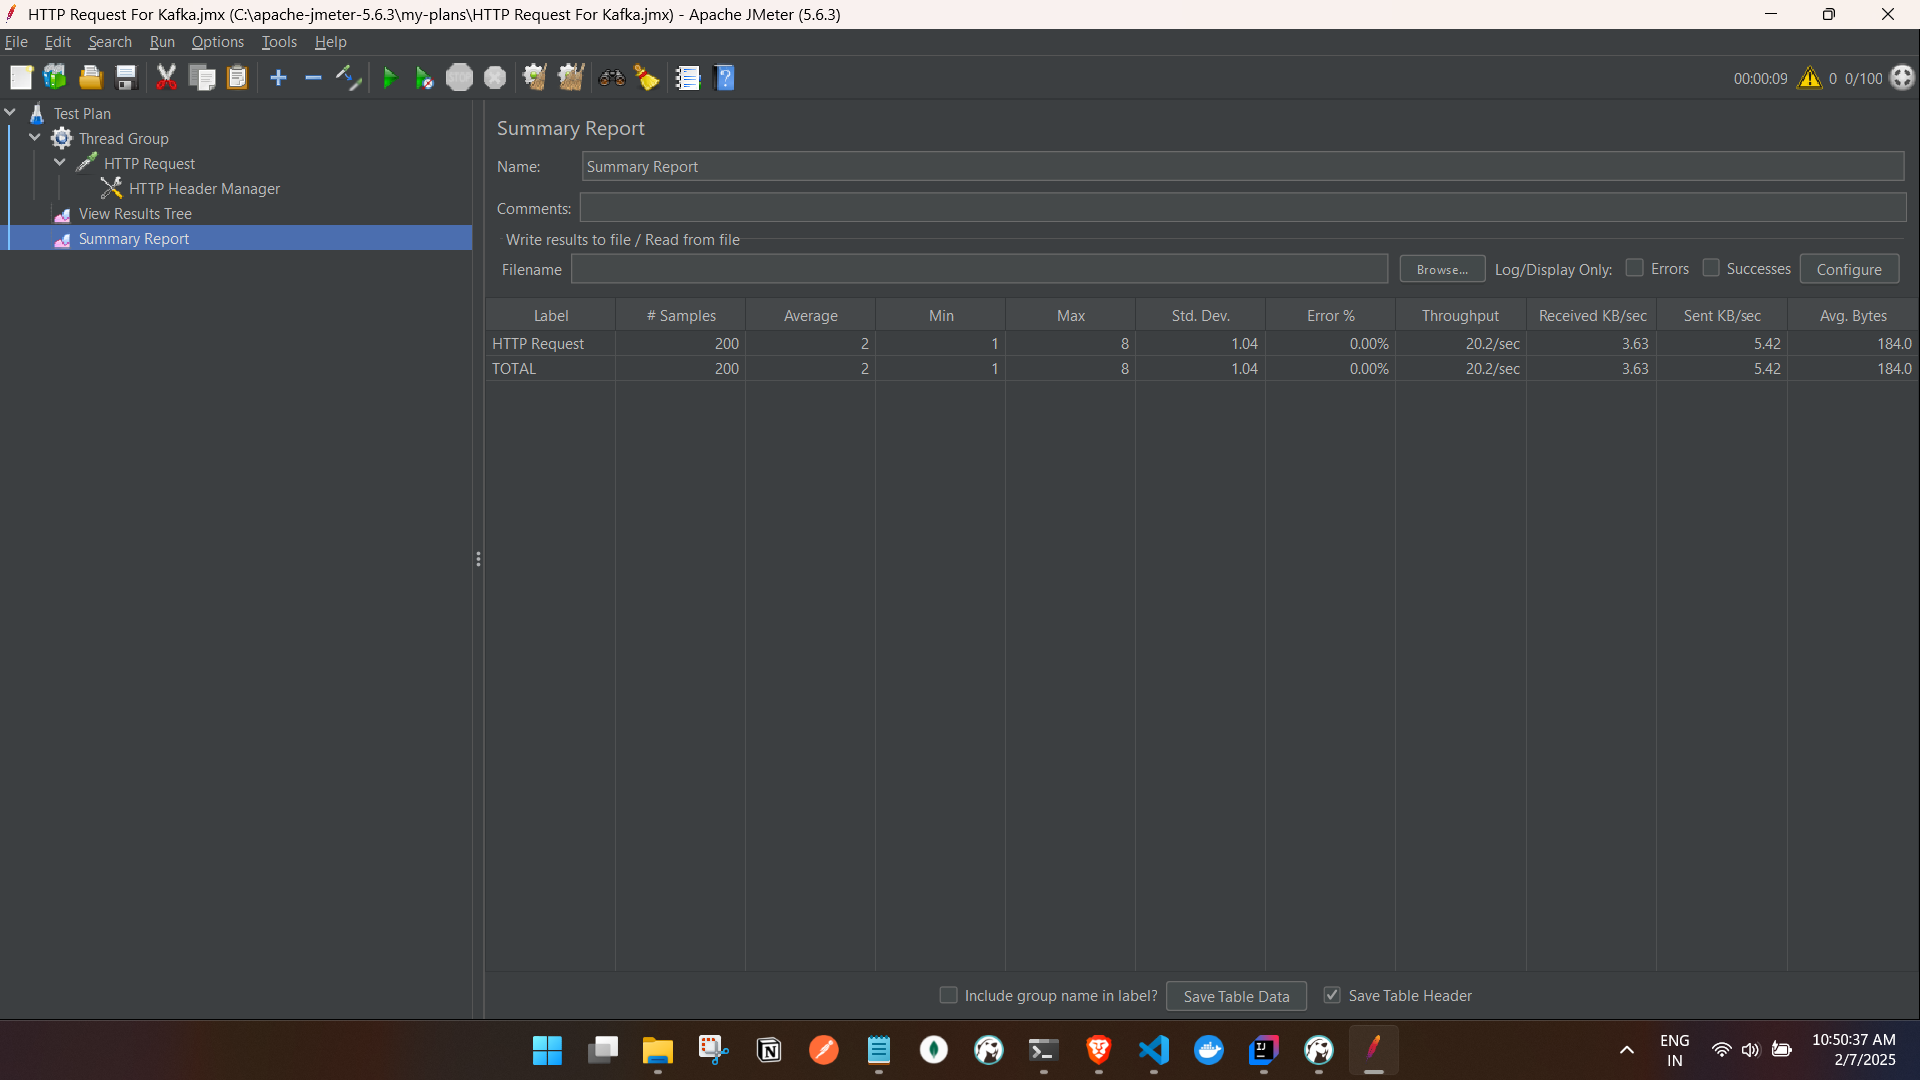 HTTP Request For Kafka.jmx (C:\apache-jmeter-5.6.3\my-plans\HTTP Request For Kafka.jmx) - Apache JMeter (5.6.3)
File Edit Search Run Options Tools Help
STOP ? 00:00:09 0 0/100
Test Plan
Thread Group
HTTP Request
HTTP Header Manager
View Results Tree
Summary Report
Summary Report
Name: Summary Report
Comments:
Write results to file / Read from file
Filename Browse... Log/Display Only: Errors Successes Configure
Label # Samples Average Min Max Std. Dev. Error % Throughput Received KB/sec Sent KB/sec Avg. Bytes
HTTP Request 200 2 1 8 1.04 0.00% 20.2/sec 3.63 5.42 184.0
TOTAL 200 2 1 8 1.04 0.00% 20.2/sec 3.63 5.42 184.0
Include group name in label? Save Table Data Save Table Header
ENG
IN
10:50:37 AM
2/7/2025